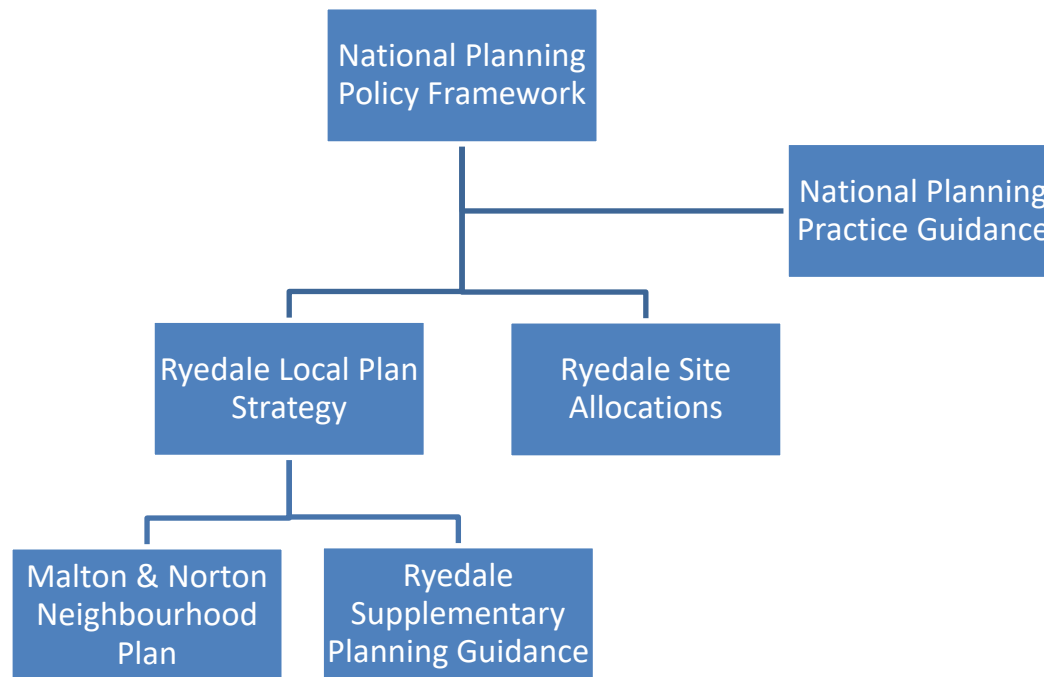 National Planning
Policy Framework
National Planning
Practice Guidance
Ryedale Local Plan
Strategy
Ryedale Site
Allocations
Malton & Norton
Neighbourhood
Plan
Ryedale
Supplementary
Planning Guidance